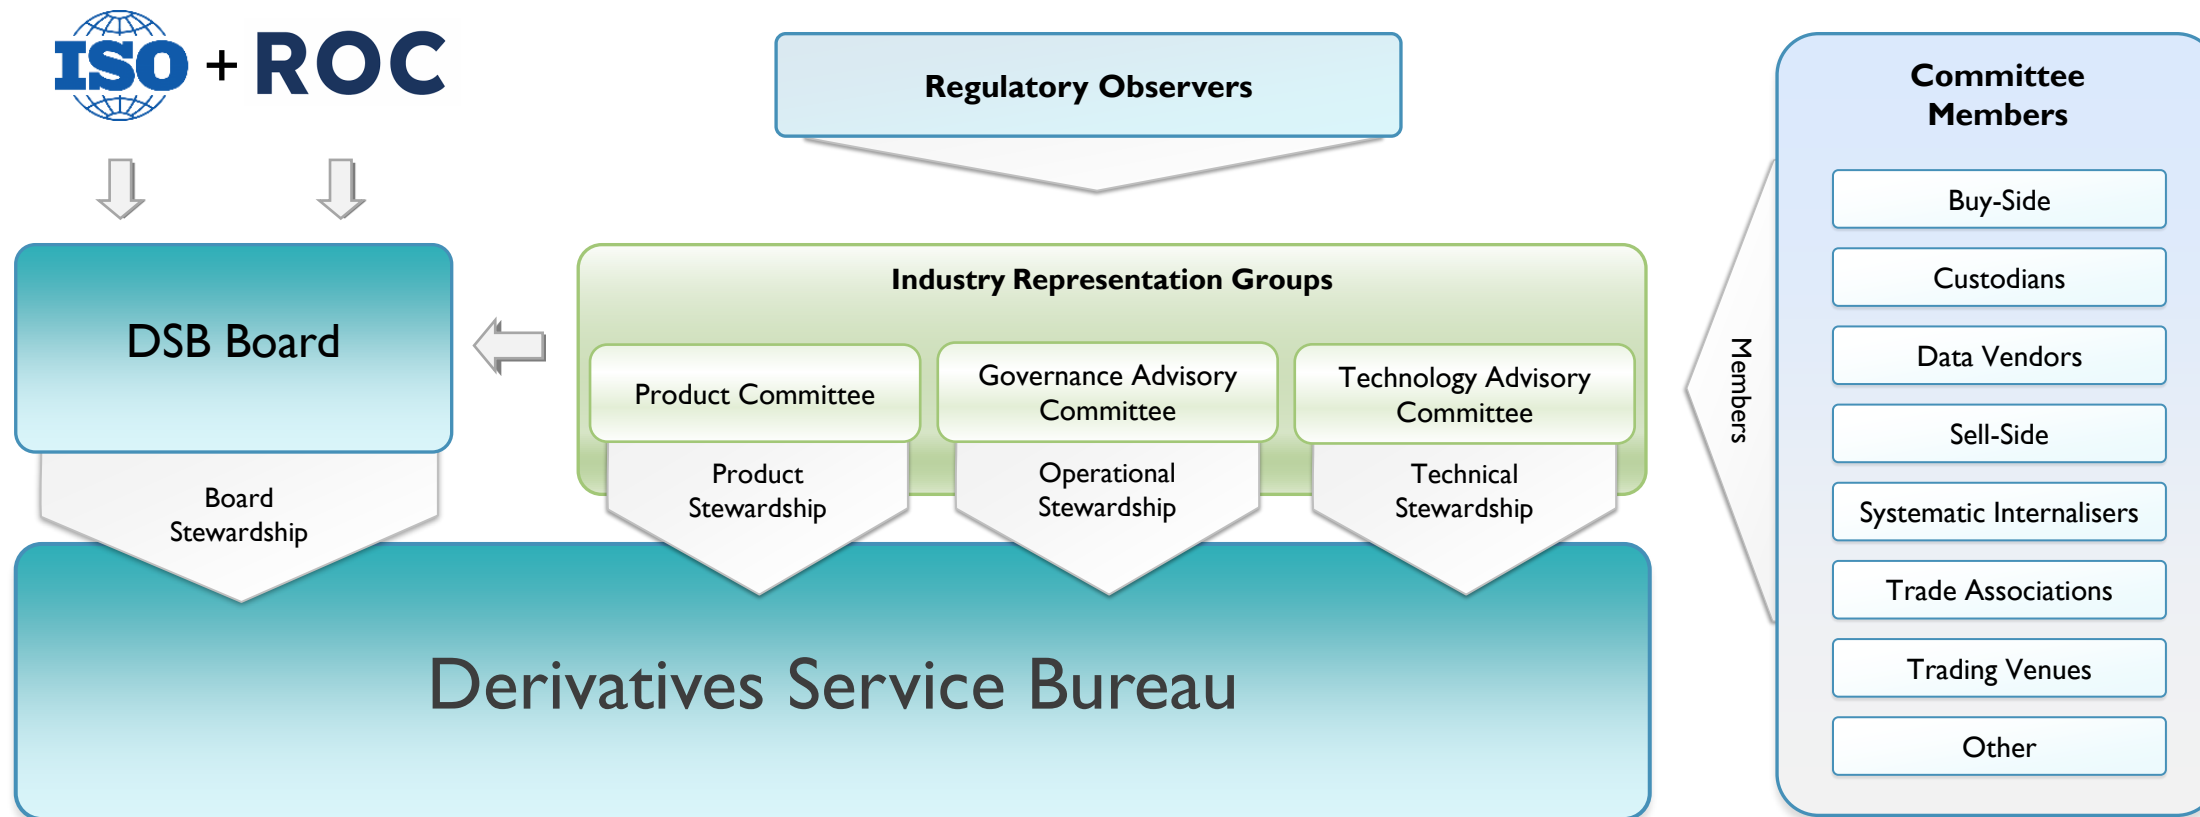 ISO + ROC
Regulatory Observers
Committee
Members
Buy-Side
Custodians
Data Vendors
Sell-Side
Systematic Internalisers
Trade Associations
Trading Venues
Other
Members
DSB Board
Industry Representation Groups
Product Committee
Governance Advisory
Committee
Technology Advisory
Committee
Board
Stewardship
Product
Stewardship
Operational
Stewardship
Technical
Stewardship
Derivatives Service Bureau